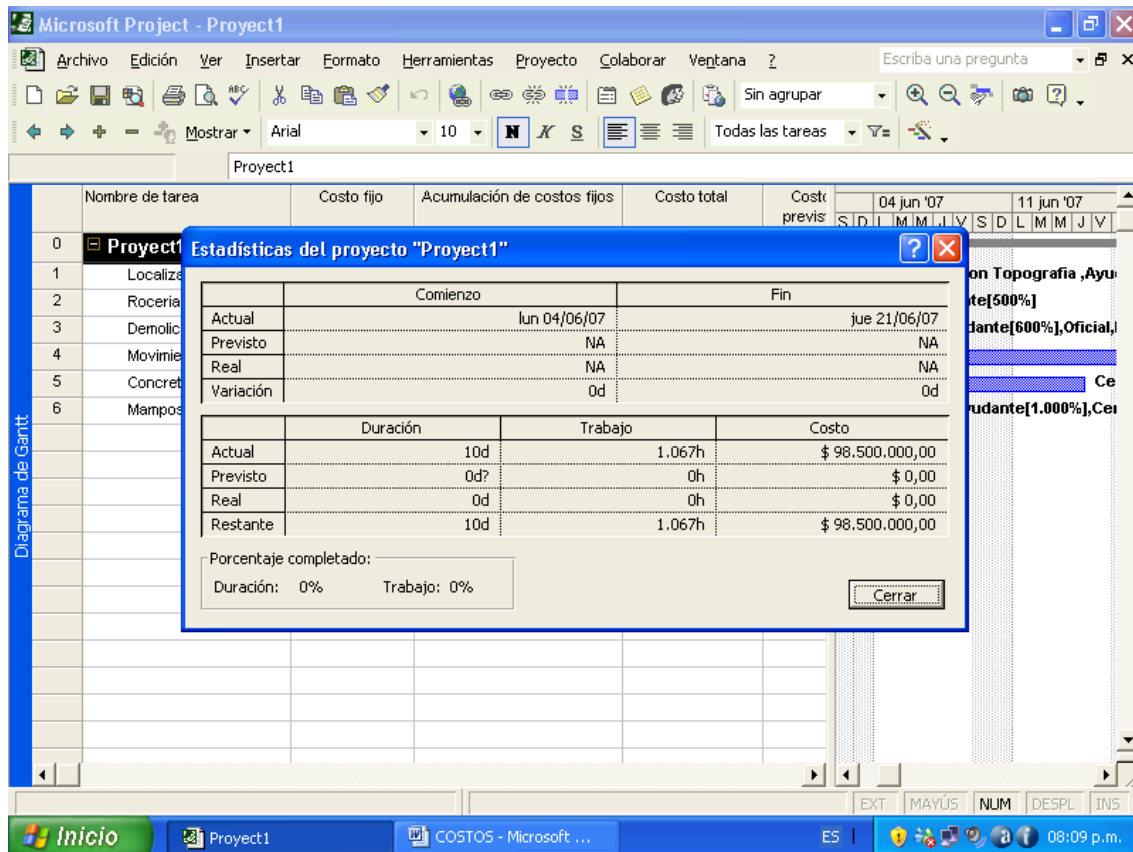 Microsoft Project - Proyect1
Archivo Edición Ver Insertar Formato Herramientas Proyecto Colaborar Ventana ? Escriba una pregunta
Sin agrupar
Mostrar Arial 10 N K S Todas las tareas
Proyect1
Nombre de tarea Costo fijo Acumulación de costos fijos Costo total Costo previs 04 jun '07 11 jun '07
S D L M M J V S D L M M J V
0 Proyect1
Estadísticas del proyecto "Proyect1"
1 Localiza on Topografia ,Ayu
2 Roceria te[500%]
3 Demolic dante[600%],Oficial,
4 Movimie
5 Concret Ce
6 Mampos udante[1.000%],Cer
Comienzo Fin
Actual lun 04/06/07 jue 21/06/07
Previsto NA NA
Real NA NA
Variación 0d 0d
Duración Trabajo Costo
Actual 10d 1.067h $ 98.500.000,00
Previsto 0d? 0h $ 0,00
Real 0d 0h $ 0,00
Restante 10d 1.067h $ 98.500.000,00
Porcentaje completado:
Duración: 0% Trabajo: 0%
Cerrar
Diagrama de Gantt
EXT MAYÚS NUM DESPL INS
Inicio Proyect1 COSTOS - Microsoft ... ES 08:09 p.m.